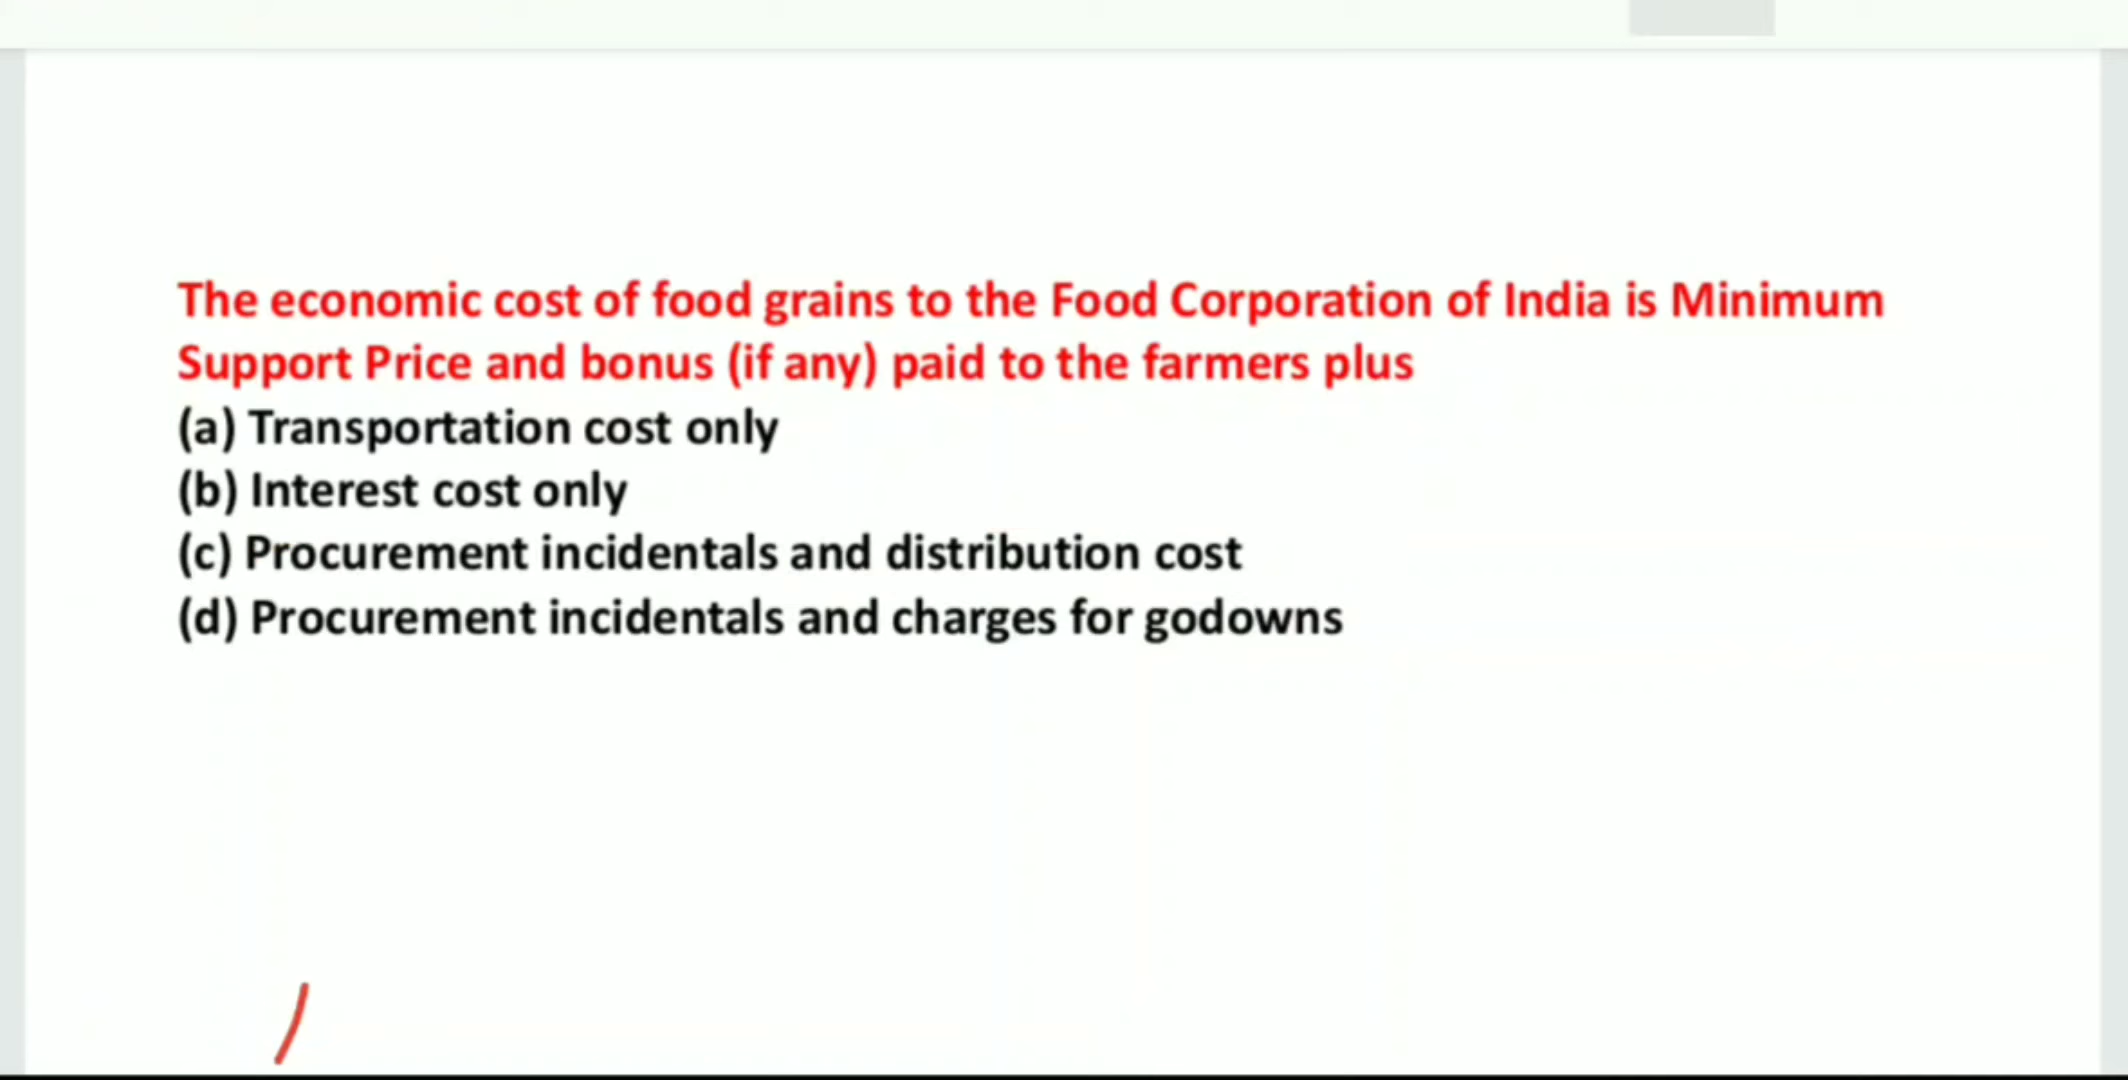 The economic cost of food grains to the Food Corporation of India is Minimum
Support Price and bonus (if any) paid to the farmers plus
(a) Transportation cost only
(b) Interest cost only
(c) Procurement incidentals and distribution cost
(d) Procurement incidentals and charges for godowns